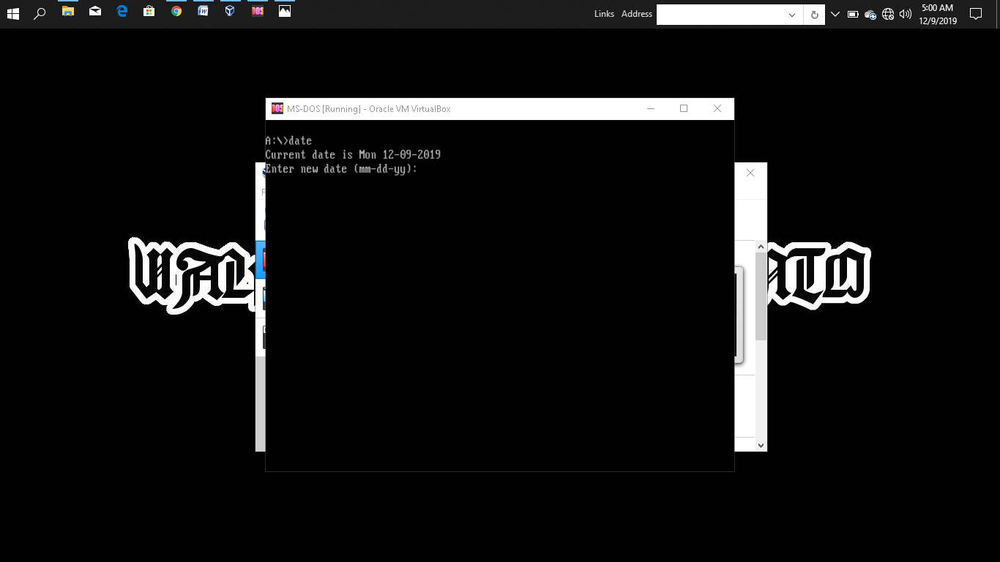 Links Address
5:00 AM
12/9/2019
MS-DOS [Running] - Oracle VM VirtualBox
A:\>date
Current date is Mon 12-09-2019
Enter new date (mm-dd-yy):